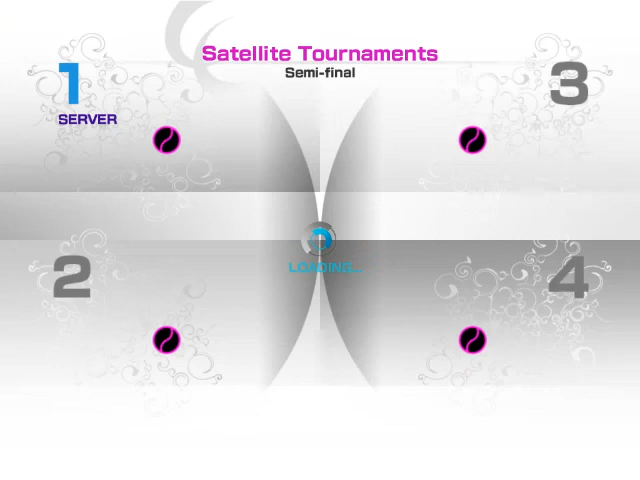 Satellite Tournaments
Semi-final
1
3
SERVER
LOADING...
2
4